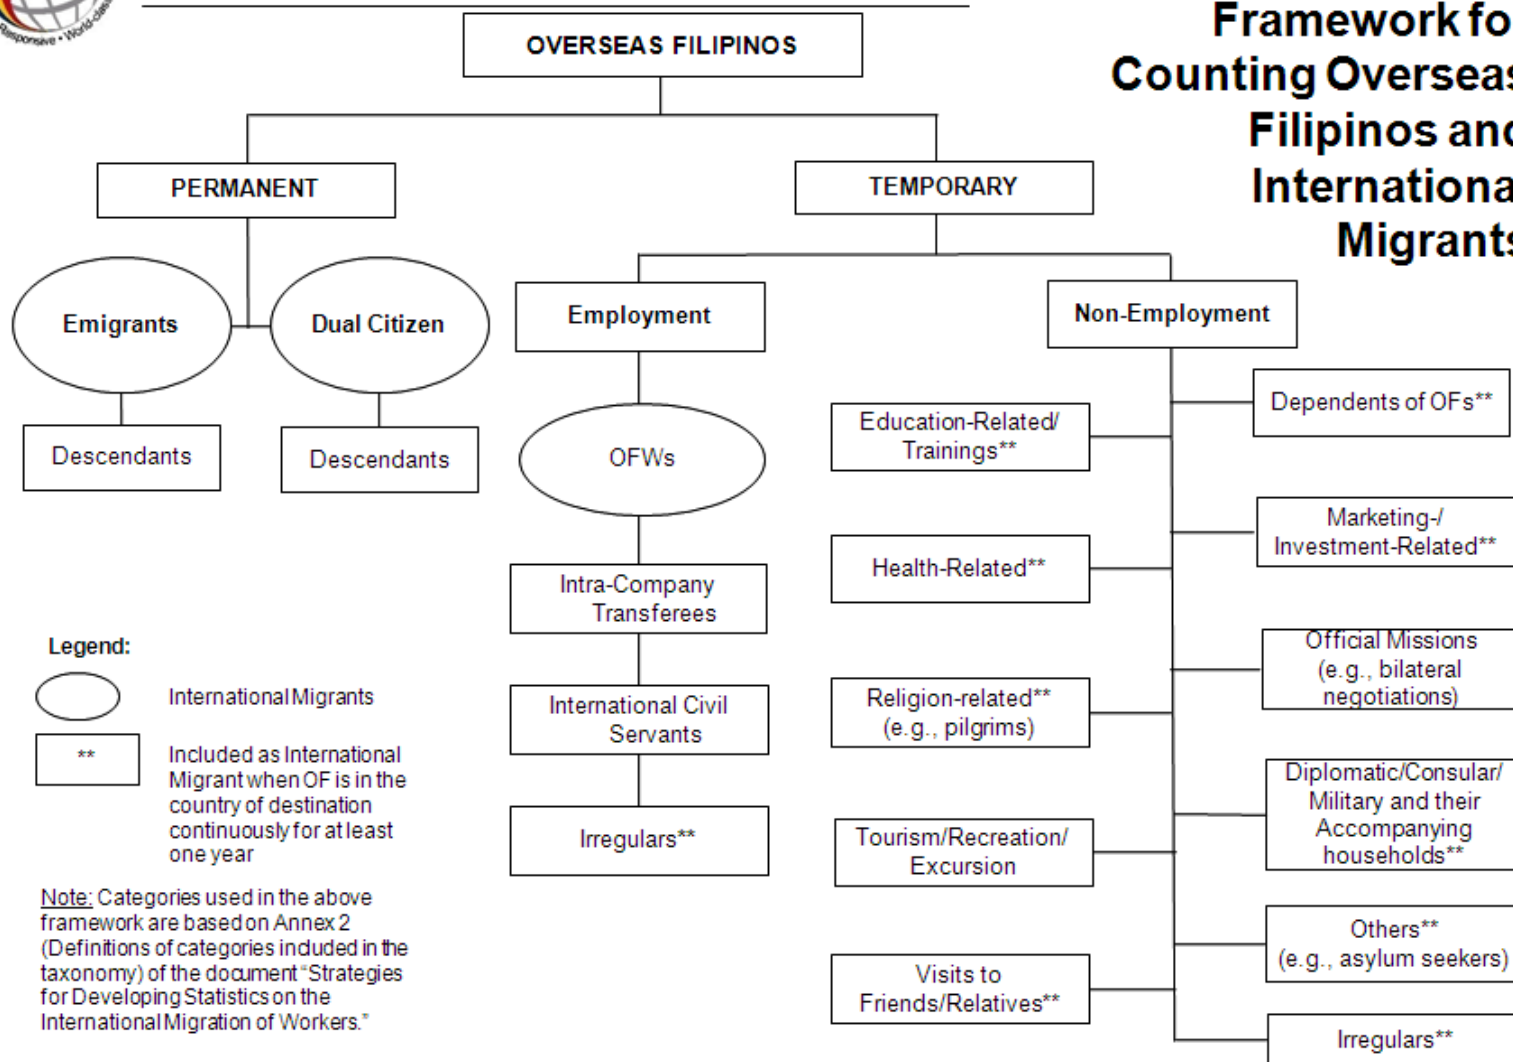 Responsive • World-clas
Framework fo
Counting Overseas
Filipinos and
International
Migrants
OVERSEAS FILIPINOS
PERMANENT
TEMPORARY
Emigrants
Dual Citizen
Descendants
Descendants
Employment
OFWs
Intra-Company
Transferees
International Civil
Servants
Irregulars**
Non-Employment
Education-Related/
Trainings**
Health-Related**
Religion-related**
(e.g., pilgrims)
Tourism/Recreation/
Excursion
Visits to
Friends/Relatives**
Dependents of OFs**
Marketing-/
Investment-Related**
Official Missions
(e.g., bilateral
negotiations)
Diplomatic/Consular/
Military and their
Accompanying
households**
Others**
(e.g., asylum seekers)
Irregulars**
Legend:
International Migrants
**
Included as International
Migrant when OF is in the
country of destination
continuously for at least
one year
Note: Categories used in the above
framework are based on Annex 2
(Definitions of categories included in the
taxonomy) of the document “Strategies
for Developing Statistics on the
International Migration of Workers.”